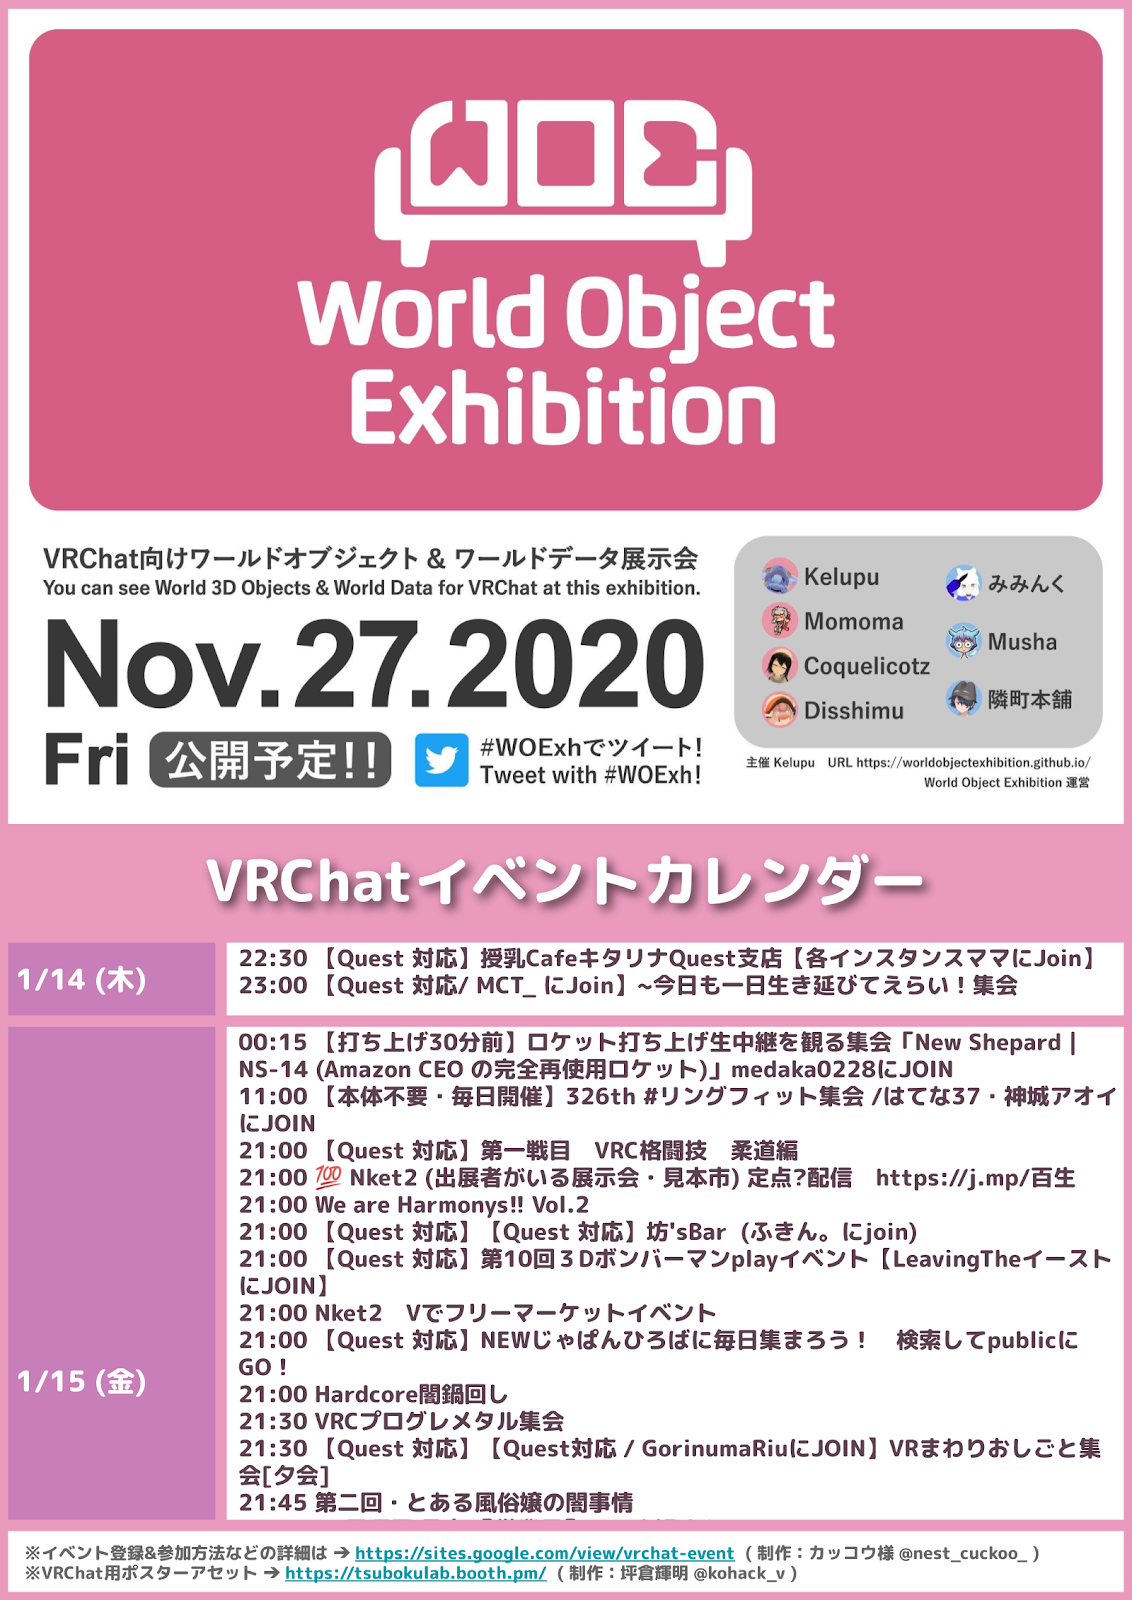 WOE
World Object
Exhibition
VRChat向けワールドオブジェクト & ワールドデータ展示会
You can see World 3D Objects & World Data for VRChat at this exhibition.
Nov.27.2020
Fri 公開予定!!
#WOExhでツイート!
Tweet with #WOExh!
Kelupu
Momoma
Coquelicotz
Disshimu
みみんく
Musha
隣町本舗
主催 Kelupu URL https://worldobjectexhibition.github.io/
World Object Exhibition 運営
VRChatイベントカレンダー
1/14 (木)
22:30 【Quest 対応】授乳CafeキタリナQuest支店【各インスタンスママにJoin】
23:00 【Quest 対応/ MCT_ にJoin】~今日も一日生き延びてえらい！集会
1/15 (金)
00:15 【打ち上げ30分前】ロケット打ち上げ生中継を観る集会「New Shepard |
NS-14 (Amazon CEO の完全再使用ロケット)」medaka0228にJOIN
11:00 【本体不要・毎日開催】326th #リングフィット集会 /はてな37・神城アオイ
にJOIN
21:00 【Quest 対応】第一戦目　VRC格闘技　柔道編
21:00 💯 Nket2 (出展者がいる展示会・見本市) 定点?配信　https://j.mp/百生
21:00 We are Harmonys!! Vol.2
21:00 【Quest 対応】【Quest 対応】坊'sBar（ふきん。にjoin)
21:00 【Quest 対応】第10回３Dボンバーマンplayイベント【LeavingTheイースト
にJOIN】
21:00 Nket2　Vでフリーマーケットイベント
21:00 【Quest 対応】NEWじゃぱんひろばに毎日集まろう！　検索してpublicに
GO！
21:00 Hardcore闇鍋回し
21:30 VRCプログレメタル集会
21:30 【Quest 対応】【Quest対応 / GorinumaRiuにJOIN】VRまわりおしごと集
会[夕会]
21:45 第二回・とある風俗嬢の闇事情
※イベント登録&参加方法などの詳細は ➔ https://sites.google.com/view/vrchat-event （ 制作：カッコウ様 @nest_cuckoo_ ）
※VRChat用ポスターアセット ➔ https://tsubokulab.booth.pm/ （ 制作：坪倉輝明 @kohack_v ）